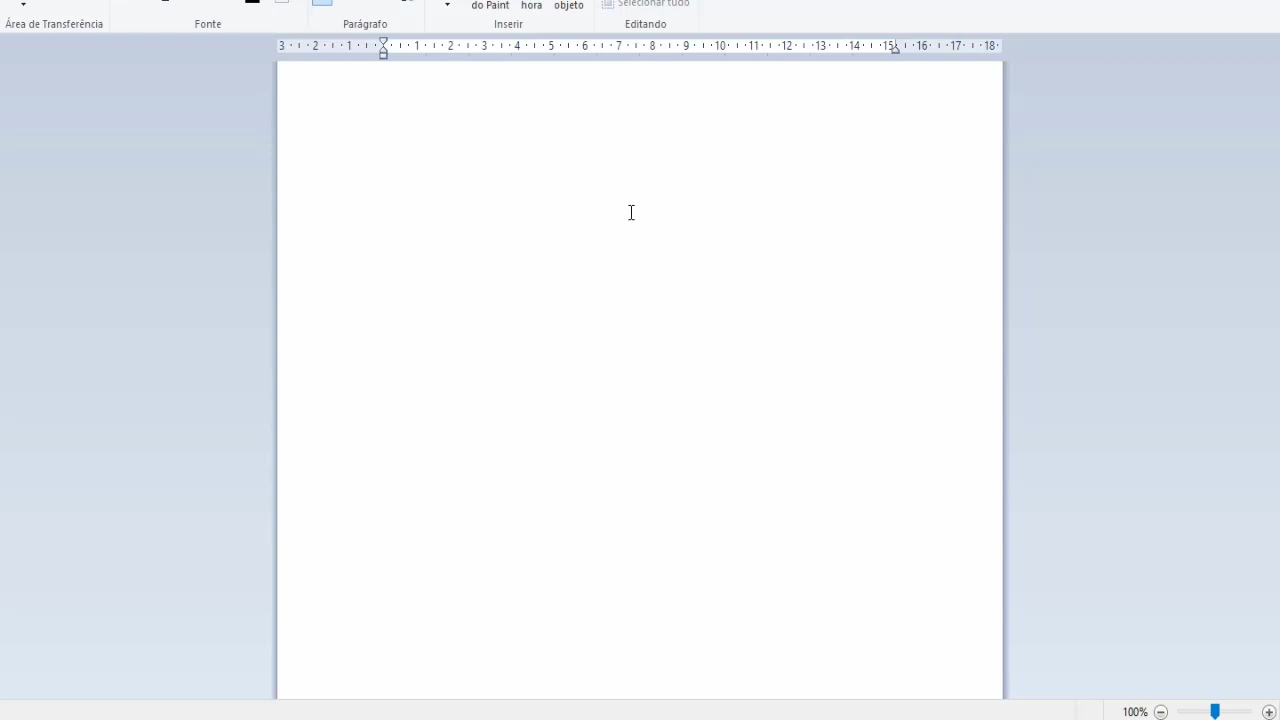 do Paint hora objeto Selecionar tudo
Área de Transferência Fonte Parágrafo Inserir Editando
3 2 1 1 2 3 4 5 6 7 8 9 10 11 12 13 14 15 16 17 18
100%